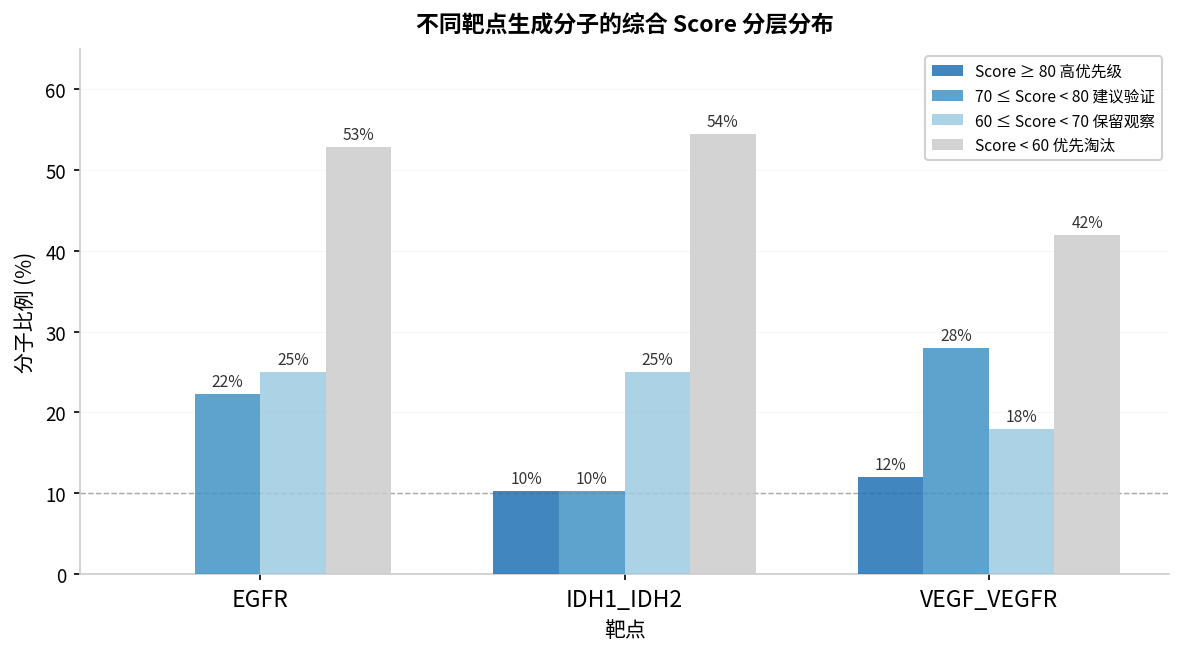 不同靶点生成分子的综合 Score 分层分布
Score ≥ 80 高优先级
70 ≤ Score < 80 建议验证
60 ≤ Score < 70 保留观察
Score < 60 优先淘汰
分子比例 (%)
60
50
40
30
20
10
0
22%
25%
53%
10%
10%
25%
54%
12%
28%
18%
42%
EGFR
IDH1_IDH2
VEGF_VEGFR
靶点